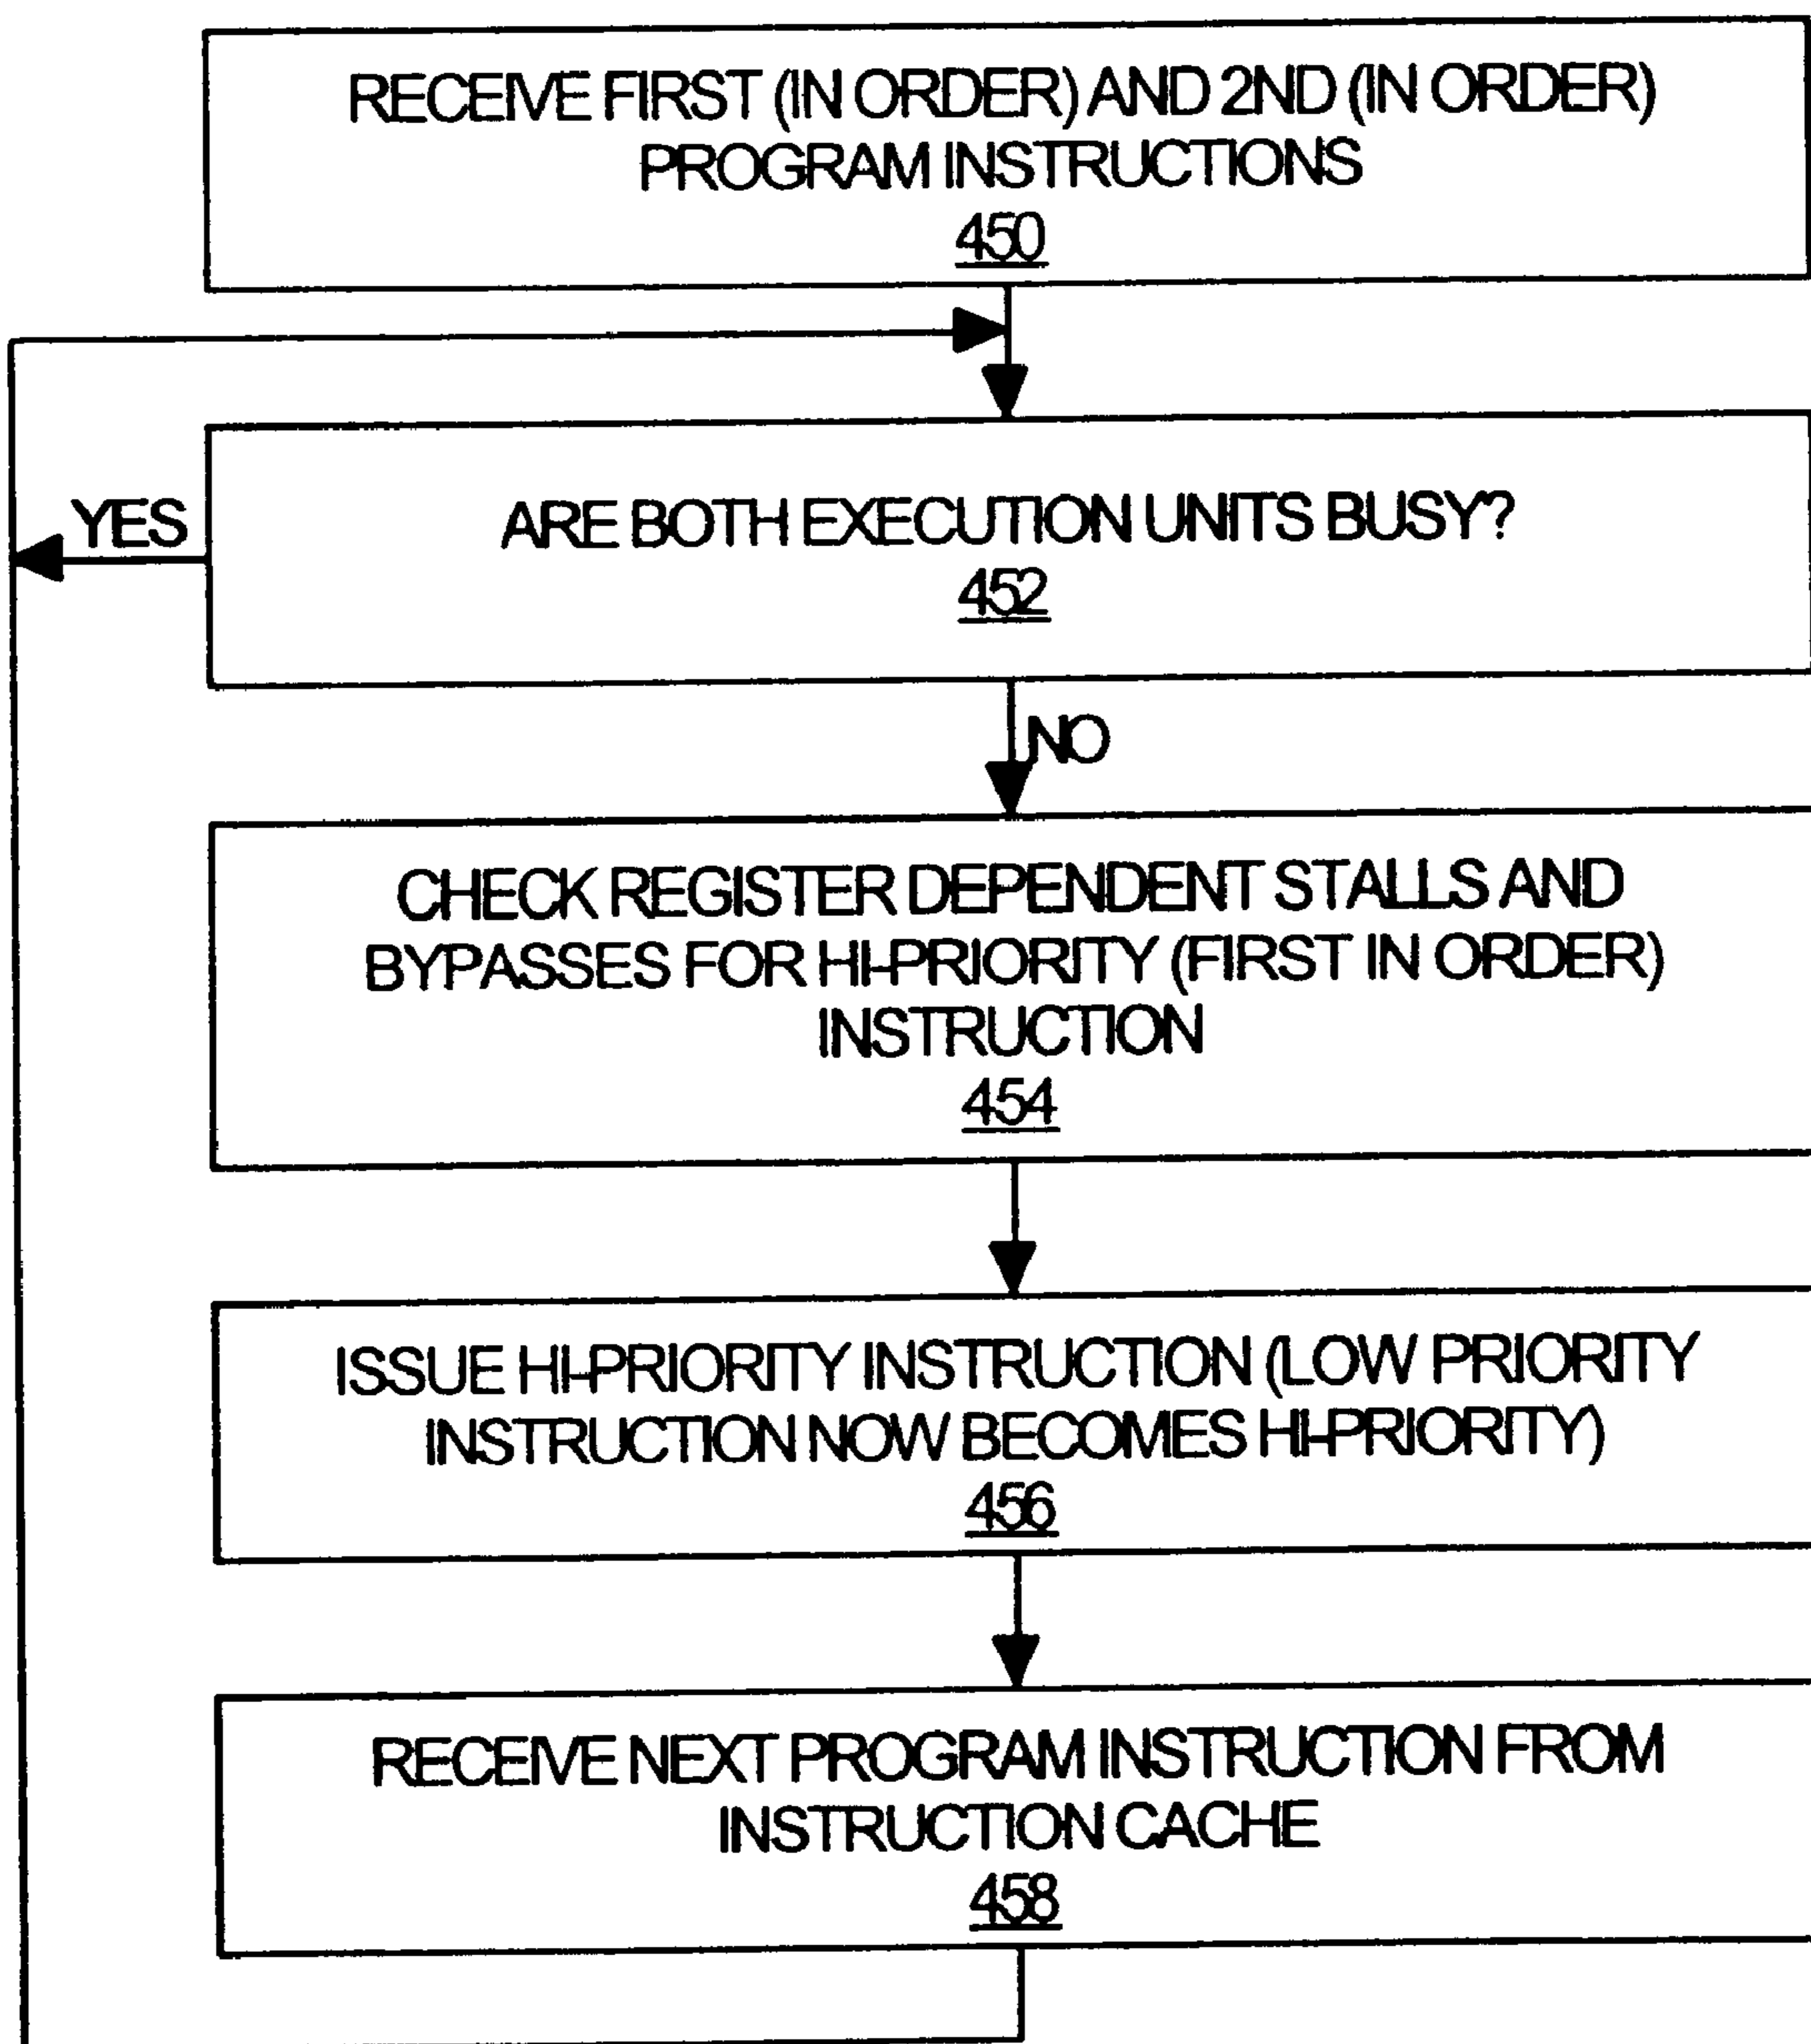 RECEIVE FIRST (IN ORDER) AND 2ND (IN ORDER)
PROGRAM INSTRUCTIONS
450
YES
ARE BOTH EXECUTION UNITS BUSY?
452
NO
CHECK REGISTER DEPENDENT STALLS AND
BYPASSES FOR HI-PRIORITY (FIRST IN ORDER)
INSTRUCTION
454
ISSUE HI-PRIORITY INSTRUCTION (LOW PRIORITY
INSTRUCTION NOW BECOMES HI-PRIORITY)
456
RECEIVE NEXT PROGRAM INSTRUCTION FROM
INSTRUCTION CACHE
458